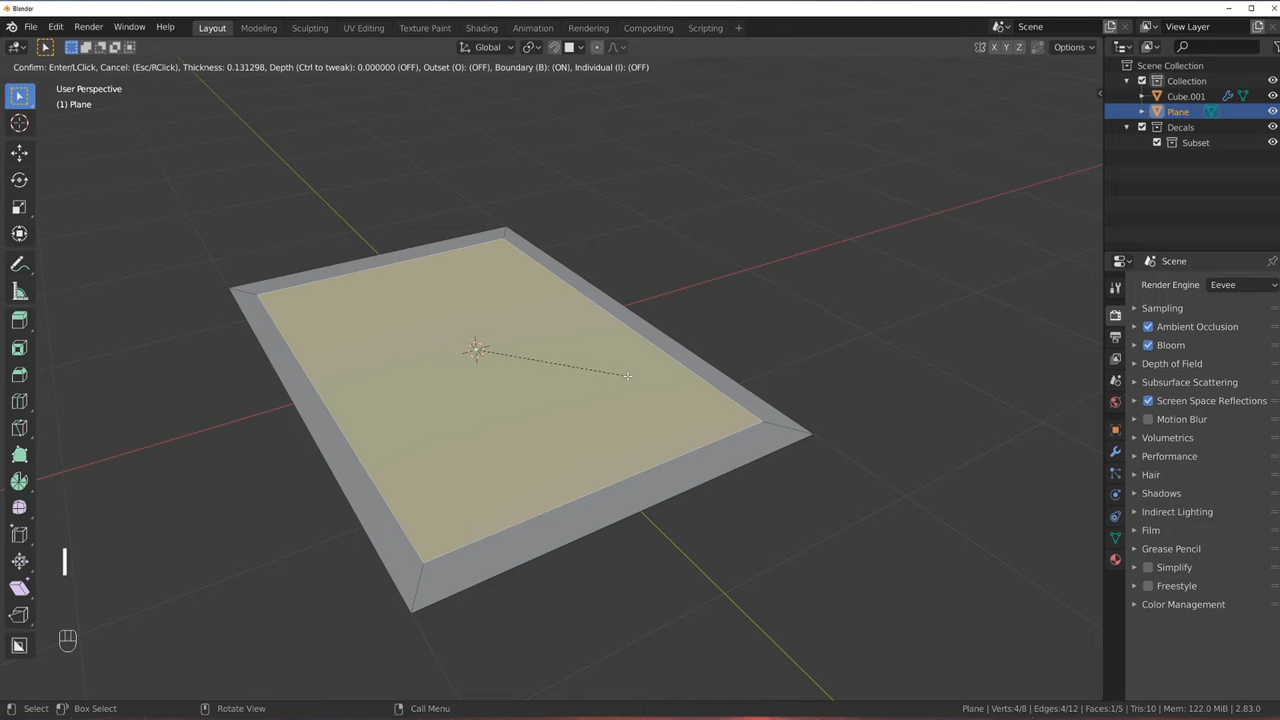 Blender
File Edit Render Window Help Layout Modeling Sculpting UV Editing Texture Paint Shading Animation Rendering Compositing Scripting + Scene View Layer
Global X Y Z Options
Confirm: Enter/LClick, Cancel: (Esc/RClick), Thickness: 0.131298, Depth (Ctrl to tweak): 0.000000 (OFF), Outset (O): (OFF), Boundary (B): (ON), Individual (I): (OFF)
User Perspective
(1) Plane
Scene Collection
Collection
Cube.001
Plane
Decals
Subset
Scene
Render Engine Eevee
Sampling
Ambient Occlusion
Bloom
Depth of Field
Subsurface Scattering
Screen Space Reflections
Motion Blur
Volumetrics
Performance
Hair
Shadows
Indirect Lighting
Film
Grease Pencil
Simplify
Freestyle
Color Management
I
Select Box Select Rotate View Call Menu Plane | Verts:4/8 | Edges:4/12 | Faces:1/5 | Tris:10 | Mem: 122.0 MiB | 2.83.0